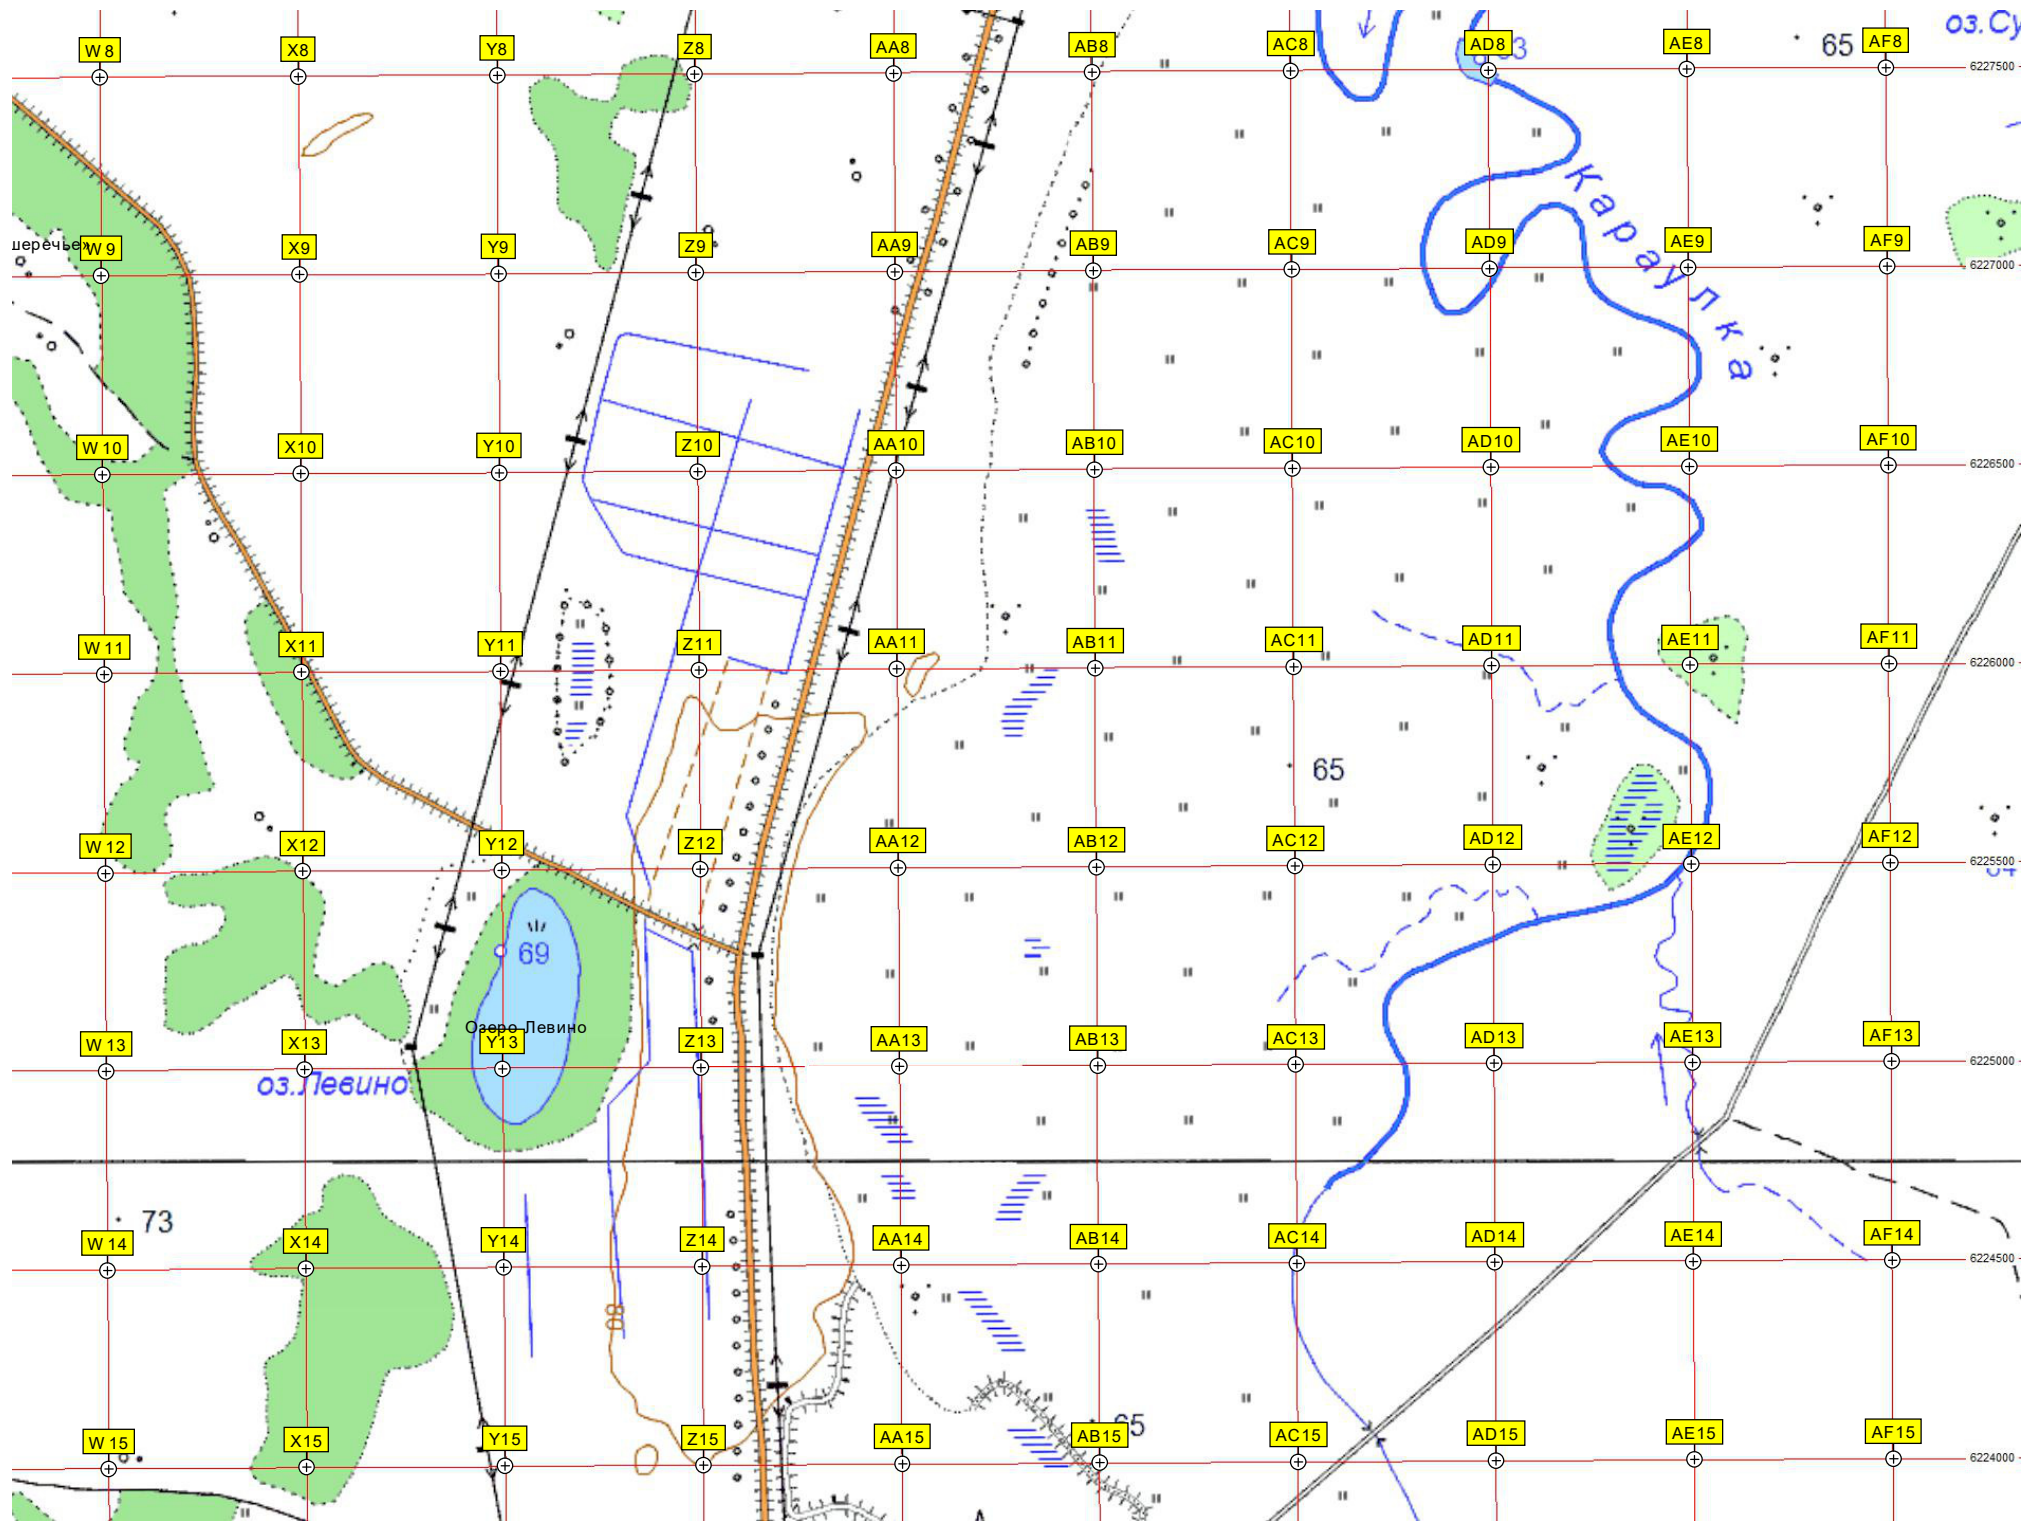 оз.Су
W 8 X8 Y8 Z8 AA8 AB8 AC8 AD8 AE8 65 AF8
6227500
Караулка
шеречье»
W 9 X9 Y9 Z9 AA9 AB9 AC9 AD9 AE9 AF9
6227000
W 10 X10 Y10 Z10 AA10 AB10 AC10 AD10 AE10 AF10
6226500
W 11 X11 Y11 Z11 AA11 AB11 AC11 AD11 AE11 AF11
6226000
65
W 12 X12 Y12 Z12 AA12 AB12 AC12 AD12 AE12 AF12
6225500
69
Озеро Левино
W 13 X13 Y13 Z13 AA13 AB13 AC13 AD13 AE13 AF13
6225000
оз.Левино
73
W 14 X14 Y14 Z14 AA14 AB14 AC14 AD14 AE14 AF14
6224500
80
65
W 15 X15 Y15 Z15 AA15 AB15 AC15 AD15 AE15 AF15
6224000